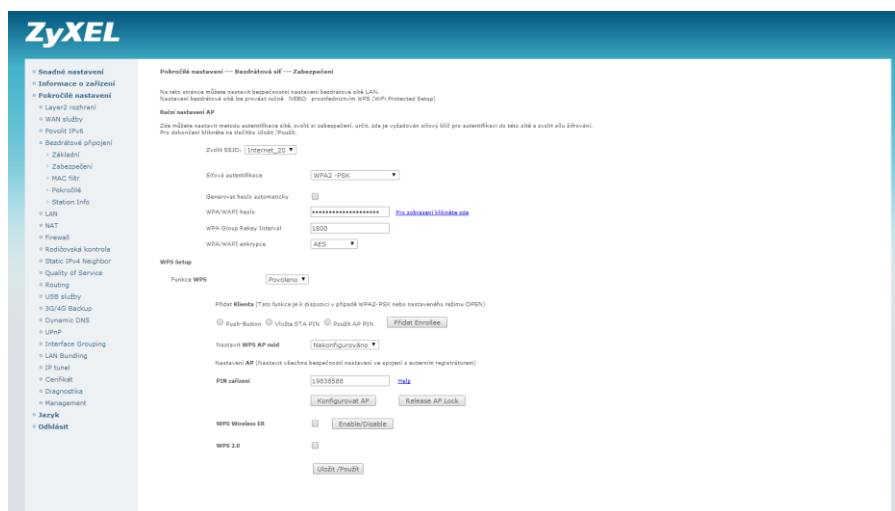 ZyXEL
Snadné nastavení
Informace o zařízení
Pokročilé nastavení
Layer2 rozhraní
WAN služby
Povolit IPv6
Bezdrátové připojení
Základní
Zabezpečení
MAC filtr
Pokročilé
Station Info
LAN
NAT
Firewall
Rodičovská kontrola
Static IPv4 Neighbor
Quality of Service
Routing
USB služby
3G/4G Backup
Dynamic DNS
UPnP
Interface Grouping
LAN Bundling
IP tunel
Cerifikát
Diagnostika
Management
Jazyk
Odhlásit
Pokročilé nastavení --- Bezdrátová síť --- Zabezpečení
Na této stránce můžete nastavit bezpečnostní nastavení bezdrátové sítě LAN.
Nastavení bezdrátové sítě lze provést ručně NEBO prostřednictvím WPS (WiFi Protected Setup)
Ruční nastavení AP
Zde můžete nastavit metodu autentifikace sítě, zvolit si zabezpečení, určit, zda je vyžadován síťový klíč pro autentifikaci do této sítě a zvolit sílu šifrování.
Pro dokončení klikněte na tlačítko Uložit /Použít.
Zvolit SSID: Internet_20
Síťová autentifikace WPA2 -PSK
Generovat heslo automaticky
WPA/WAPI heslo •••••••••••••••••••• Pro zobrazení klikněte zde
WPA Group Rekey Interval 1800
WPA/WAPI enkrypce AES
WPS Setup
Funkce WPS Povoleno
Přidat Klienta (Tato funkce je k dispozici v případě WPA2-PSK nebo nastaveného režimu OPEN)
Push-Button Vložte STA PIN Použít AP PIN Přidat Enrollee
Nastavit WPS AP mód Nakonfigurováno
Nastavení AP (Nastavit všechna bezpečností nastavení ve spojení s externím registrátorem)
PIN zařízení 19838588 Help
Konfigurovat AP Release AP Lock
WPS Wireless ER Enable/Disable
WPS 2.0
Uložit /Použít